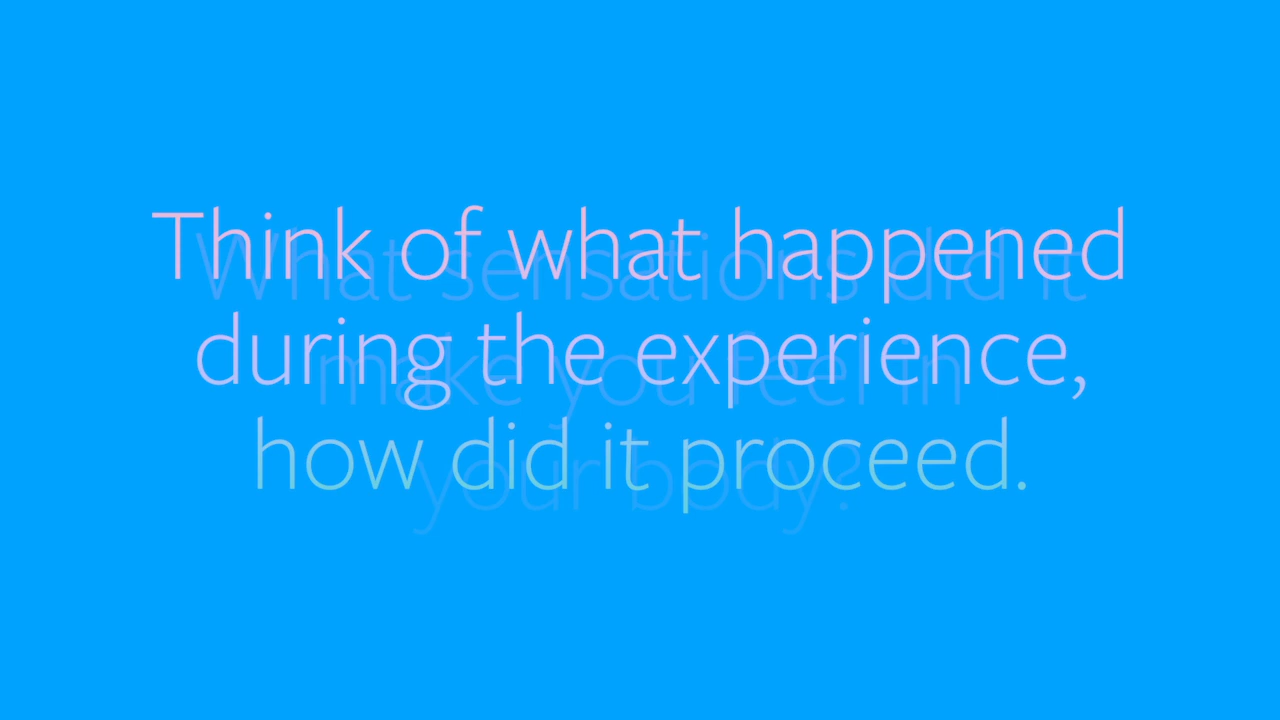 Think of what happened
during the experience,
how did it proceed.
What sensations did it
make you feel in
your body?